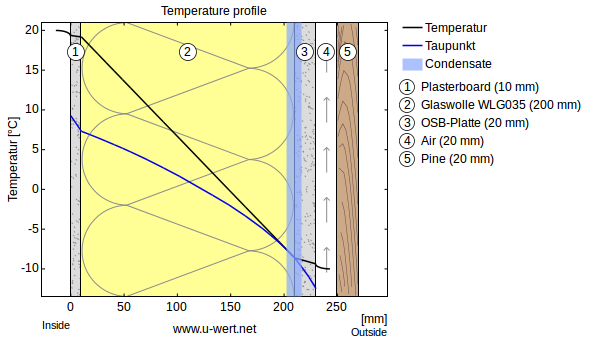 Temperature profile
Temperatur [°C]
20
15
10
5
0
-5
-10
1
2
3
4
5
0
50
100
150
200
250
[mm]
Inside
www.u-wert.net
Outside
Temperatur
Taupunkt
Condensate
1 Plasterboard (10 mm)
2 Glaswolle WLG035 (200 mm)
3 OSB-Platte (20 mm)
4 Air (20 mm)
5 Pine (20 mm)